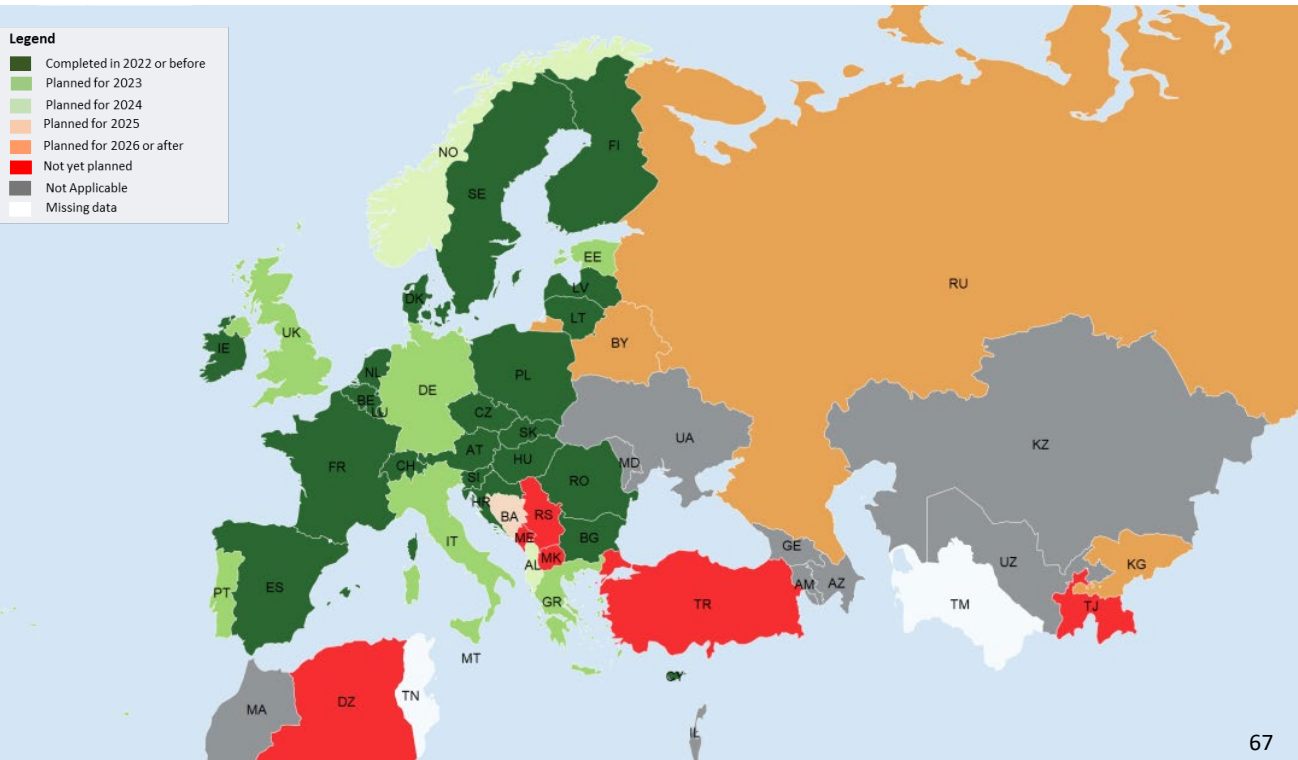 Legend
Completed in 2022 or before
Planned for 2023
Planned for 2024
Planned for 2025
Planned for 2026 or after
Not yet planned
Not Applicable
Missing data
NO
FI
SE
EE
RU
LV
DK
LT
UK
BY
IE
NL
PL
DE
BE
LU
CZ
SK
UA
KZ
AT
HU
MD
FR
CH
SI
RO
HR
BA
RS
BG
IT
ME
GE
MK
AL
UZ
KG
ES
PT
AM
AZ
GR
TR
TM
TJ
MT
CY
TN
DZ
MA
IL
67